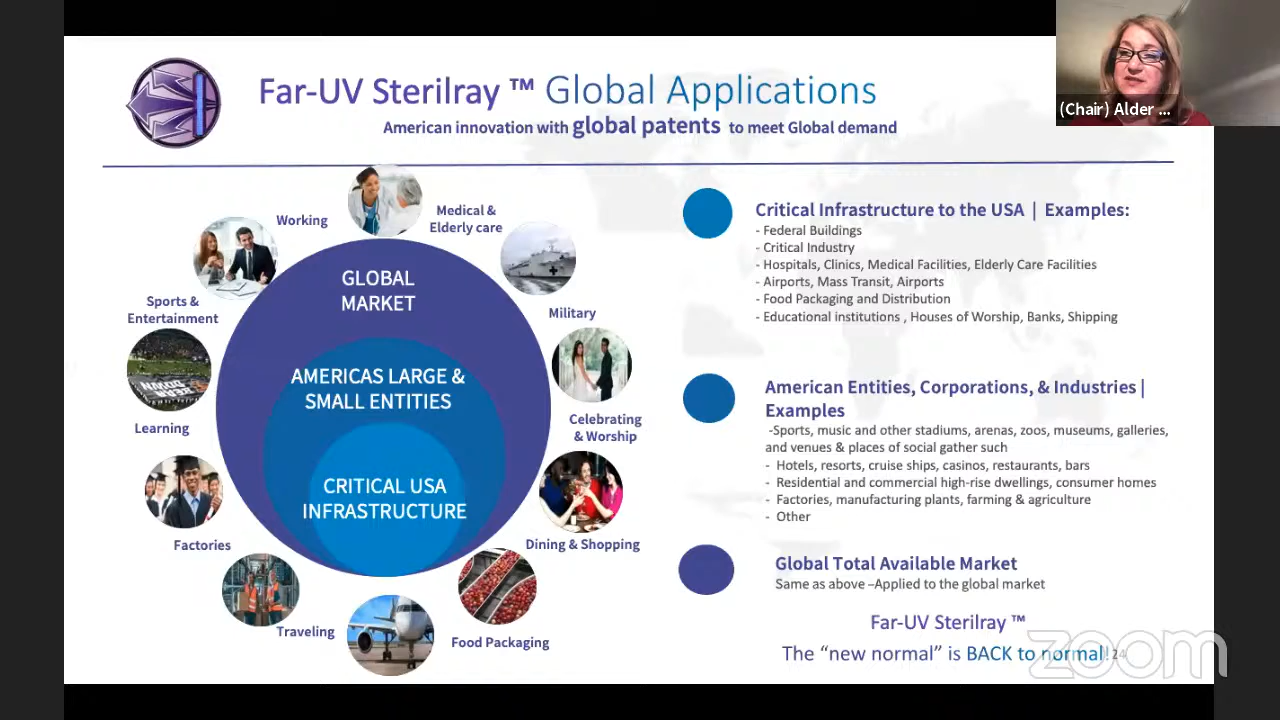 Far-UV Sterilray ™ Global Applications
American innovation with global patents to meet Global demand
(Chair) Alder ...
Working
Medical &
Elderly care
Sports &
Entertainment
Military
Learning
Celebrating
& Worship
Factories
Dining & Shopping
Traveling
Food Packaging
GLOBAL
MARKET
AMERICAS LARGE &
SMALL ENTITIES
CRITICAL USA
INFRASTRUCTURE
Critical Infrastructure to the USA | Examples:
- Federal Buildings
- Critical Industry
- Hospitals, Clinics, Medical Facilities, Elderly Care Facilities
- Airports, Mass Transit, Airports
- Food Packaging and Distribution
- Educational institutions , Houses of Worship, Banks, Shipping
American Entities, Corporations, & Industries |
Examples
-Sports, music and other stadiums, arenas, zoos, museums, galleries,
and venues & places of social gather such
- Hotels, resorts, cruise ships, casinos, restaurants, bars
- Residential and commercial high-rise dwellings, consumer homes
- Factories, manufacturing plants, farming & agriculture
- Other
Global Total Available Market
Same as above –Applied to the global market
Far-UV Sterilray ™
The “new normal” is BACK to normal!
24
zoom